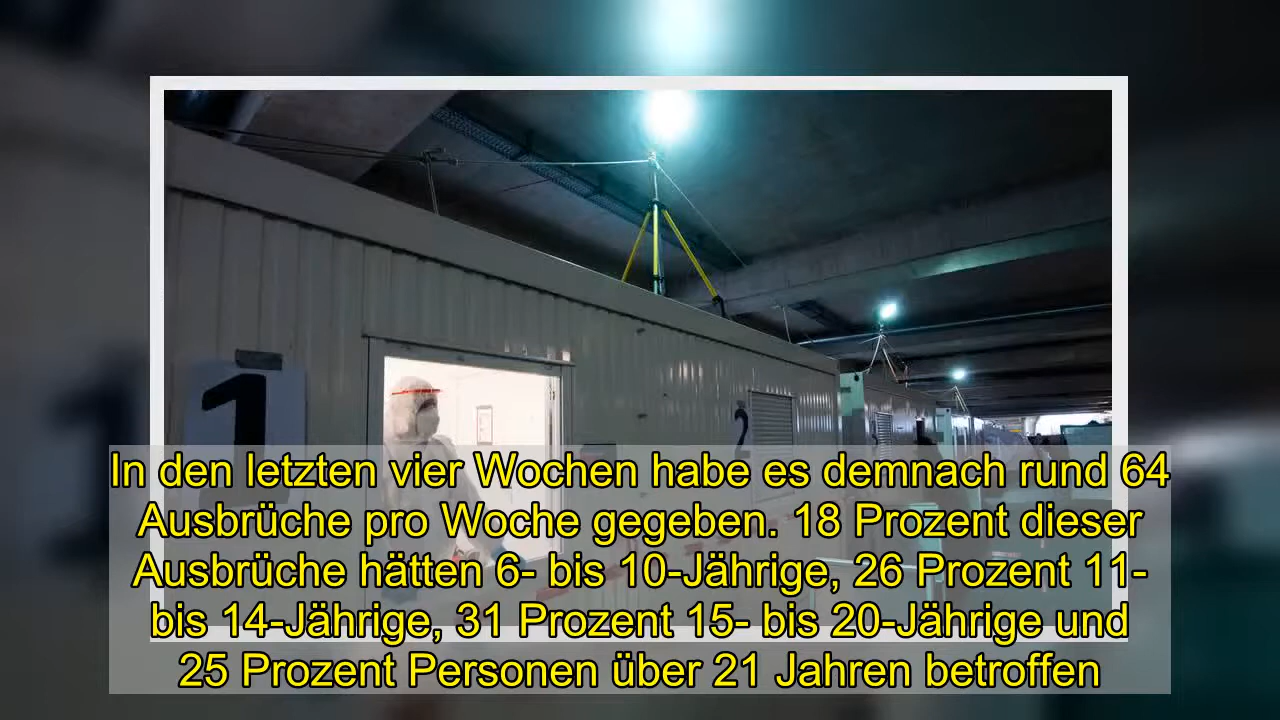 1
2
In den letzten vier Wochen habe es demnach rund 64
Ausbrüche pro Woche gegeben. 18 Prozent dieser
Ausbrüche hätten 6- bis 10-Jährige, 26 Prozent 11-
bis 14-Jährige, 31 Prozent 15- bis 20-Jährige und
25 Prozent Personen über 21 Jahren betroffen